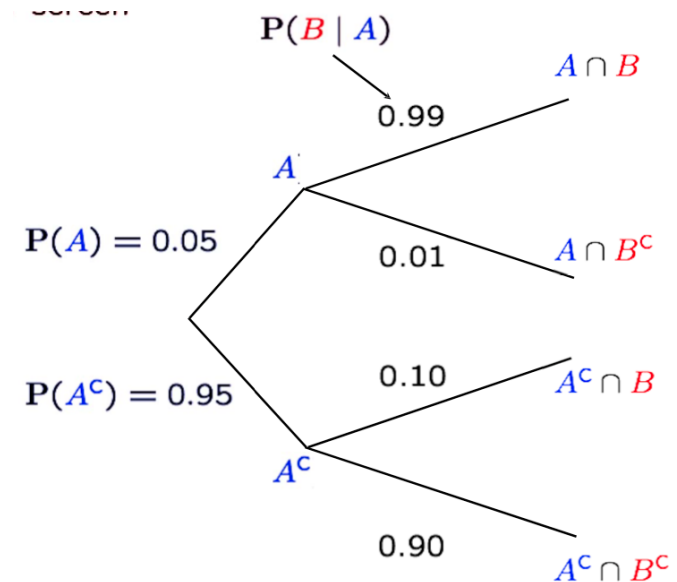 P(B | A)
A ∩ B
0.99
A
P(A) = 0.05
A ∩ Bᶜ
0.01
0.10
Aᶜ ∩ B
P(Aᶜ) = 0.95
Aᶜ
0.90
Aᶜ ∩ Bᶜ